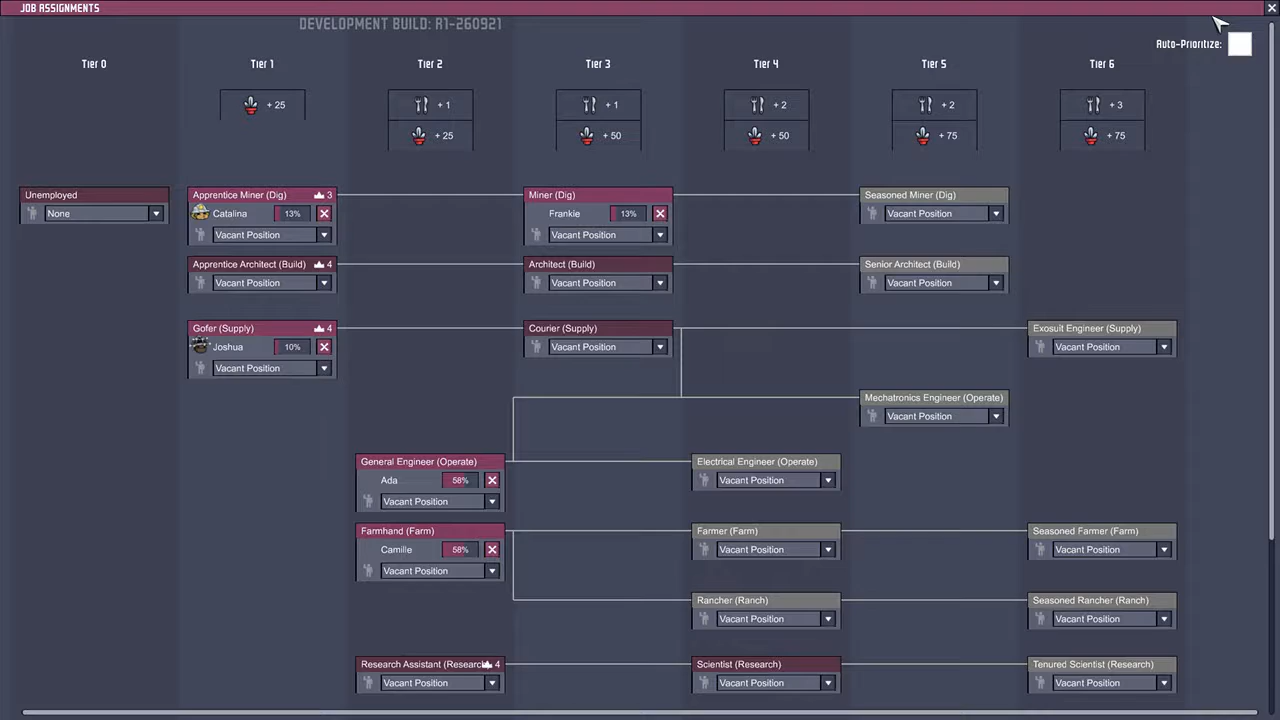 JOB ASSIGNMENTS
DEVELOPMENT BUILD: R1-260921
Auto-Prioritize:
Tier 0 Tier 1 Tier 2 Tier 3 Tier 4 Tier 5 Tier 6
+ 25 + 1 + 1 + 2 + 2 + 3
+ 25 + 50 + 50 + 75 + 75
Unemployed Apprentice Miner (Dig) 3 Miner (Dig) Seasoned Miner (Dig)
None Catalina 13% Frankie 13% Vacant Position
Vacant Position Vacant Position
Apprentice Architect (Build) 4 Architect (Build) Senior Architect (Build)
Vacant Position Vacant Position Vacant Position
Gofer (Supply) 4 Courier (Supply) Exosuit Engineer (Supply)
Joshua 10% Vacant Position Vacant Position
Vacant Position
Mechatronics Engineer (Operate)
Vacant Position
General Engineer (Operate) Electrical Engineer (Operate)
Ada 58% Vacant Position
Vacant Position
Farmhand (Farm) Farmer (Farm) Seasoned Farmer (Farm)
Camille 58% Vacant Position Vacant Position
Vacant Position
Rancher (Ranch) Seasoned Rancher (Ranch)
Vacant Position Vacant Position
Research Assistant (Research 4 Scientist (Research) Tenured Scientist (Research)
Vacant Position Vacant Position Vacant Position